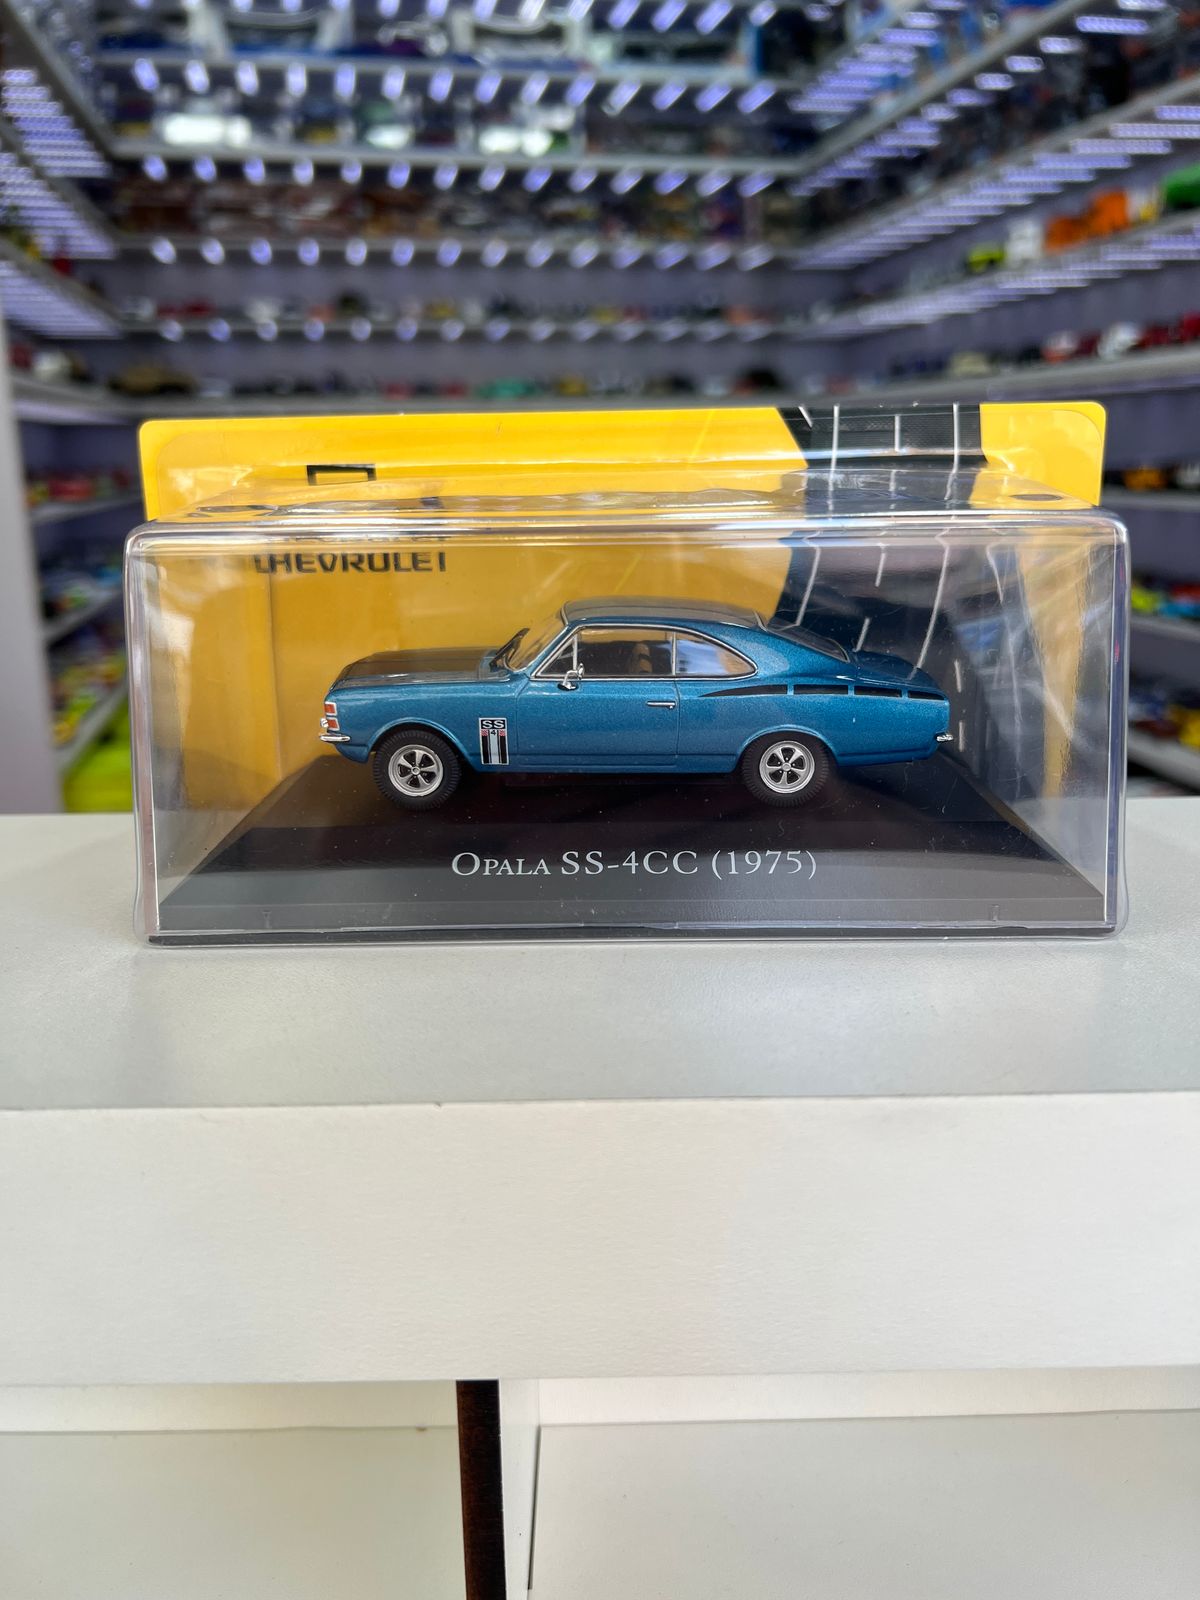 CHEVROLET
SS
4
OPALA SS-4CC (1975)